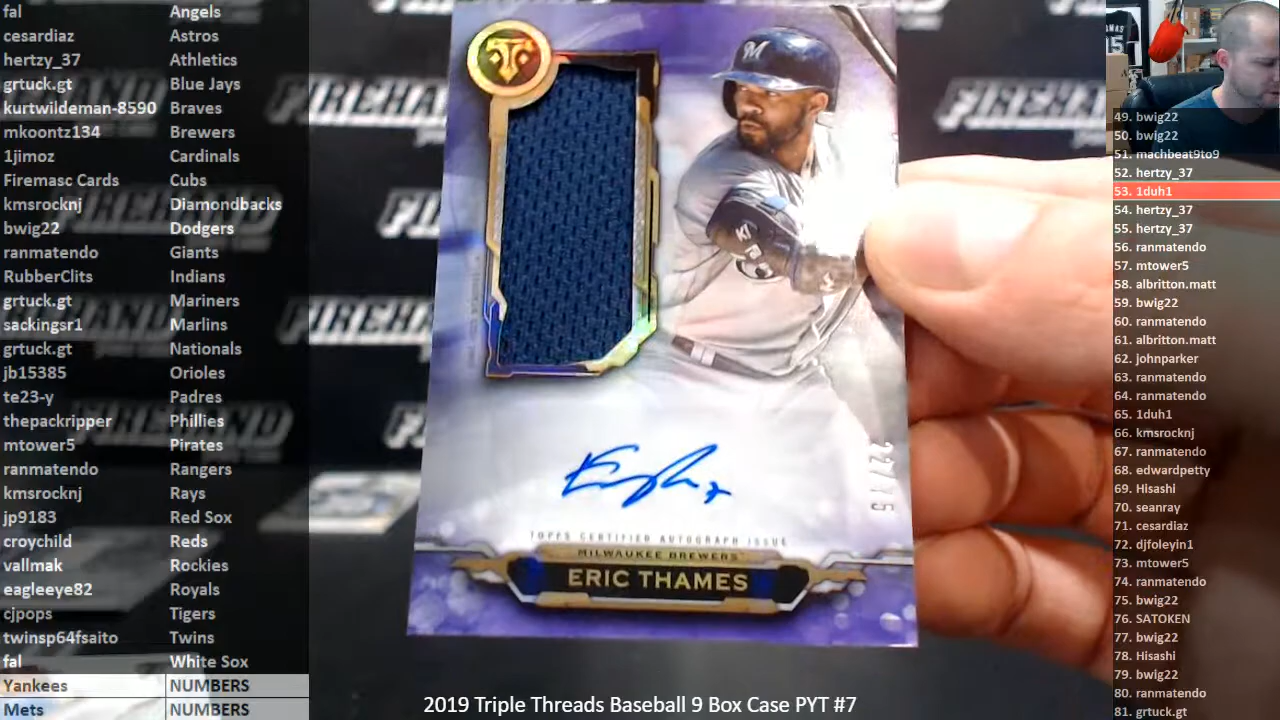 fal Angels
cesardiaz Astros
hertzy_37 Athletics
grtuck.gt Blue Jays
kurtwildeman-8590 Braves
mkoontz134 Brewers
1jimoz Cardinals
Firemasc Cards Cubs
kmsrocknj Diamondbacks
bwig22 Dodgers
ranmatendo Giants
RubberClits Indians
grtuck.gt Mariners
sackingsr1 Marlins
grtuck.gt Nationals
jb15385 Orioles
te23-y Padres
thepackripper Phillies
mtower5 Pirates
ranmatendo Rangers
kmsrocknj Rays
jp9183 Red Sox
croychild Reds
vallmak Rockies
eagleeye82 Royals
cjpops Tigers
twinsp64fsaito Twins
fal White Sox
Yankees NUMBERS
Mets NUMBERS
FIREHAND
M
TOPPS CERTIFIED AUTOGRAPH ISSUE
MILWAUKEE BREWERS
ERIC THAMES
2019 Triple Threads Baseball 9 Box Case PYT #7
49. bwig22
50. bwig22
51. machbeat9to9
52. hertzy_37
53. 1duh1
54. hertzy_37
55. hertzy_37
56. ranmatendo
57. mtower5
58. albritton.matt
59. bwig22
60. ranmatendo
61. albritton.matt
62. johnparker
63. ranmatendo
64. ranmatendo
65. 1duh1
66. kmsrocknj
67. ranmatendo
68. edwardpetty
69. Hisashi
70. seanray
71. cesardiaz
72. djfoleyin1
73. mtower5
74. ranmatendo
75. bwig22
76. SATOKEN
77. bwig22
78. Hisashi
79. bwig22
80. ranmatendo
81. grtuck.gt